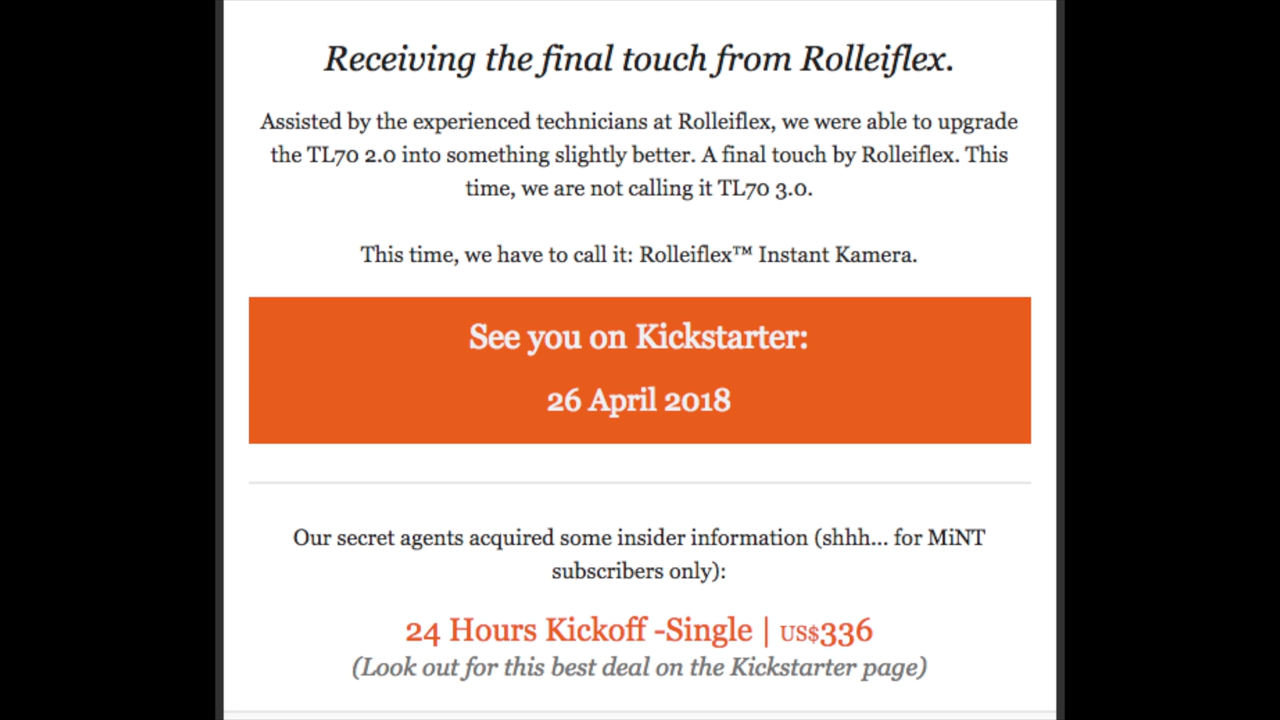 Receiving the final touch from Rolleiflex.
Assisted by the experienced technicians at Rolleiflex, we were able to upgrade
the TL70 2.0 into something slightly better. A final touch by Rolleiflex. This
time, we are not calling it TL70 3.0.
This time, we have to call it: Rolleiflex™ Instant Kamera.
See you on Kickstarter:
26 April 2018
Our secret agents acquired some insider information (shhh... for MiNT
subscribers only):
24 Hours Kickoff -Single | US$336
(Look out for this best deal on the Kickstarter page)